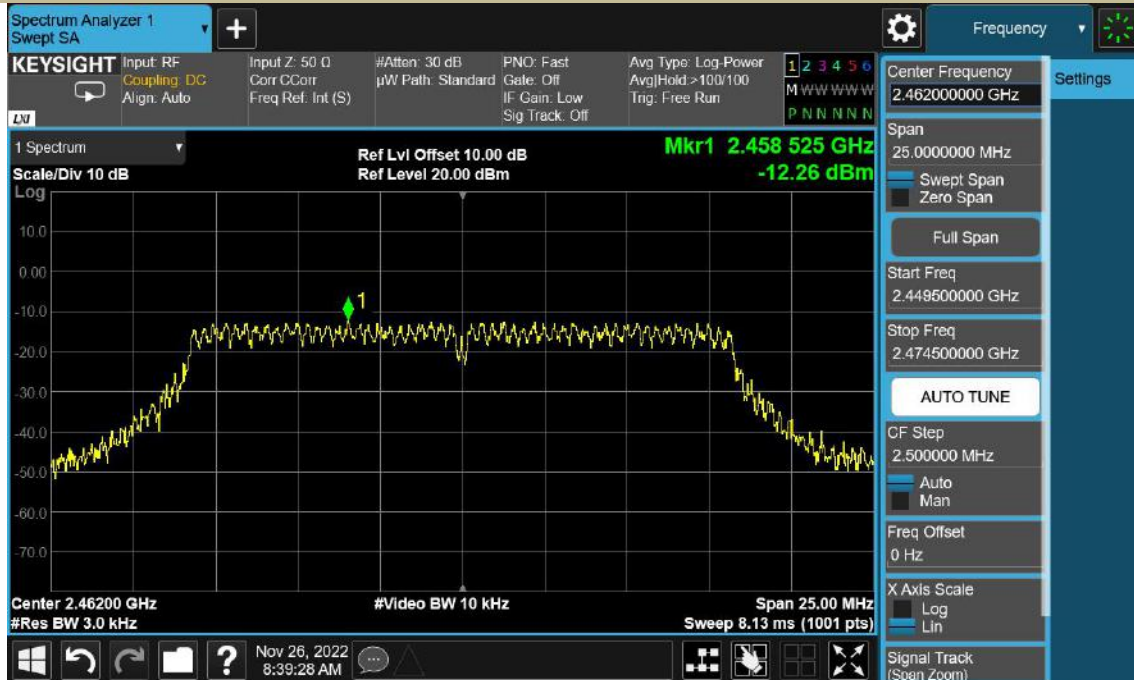 Spectrum Analyzer 1
Swept SA
+
Frequency
KEYSIGHT
Input: RF
Coupling: DC
Align: Auto
Input Z: 50 Ω
Corr CCorr
Freq Ref: Int (S)
#Atten: 30 dB
µW Path: Standard
PNO: Fast
Gate: Off
IF Gain: Low
Sig Track: Off
Avg Type: Log-Power
Avg|Hold:>100/100
Trig: Free Run
1 2 3 4 5 6
M W W W W W
P N N N N N
LXI
1 Spectrum
Scale/Div 10 dB
Log
Ref Lvl Offset 10.00 dB
Ref Level 20.00 dBm
Mkr1 2.458 525 GHz
-12.26 dBm
10.0
0.00
-10.0
-20.0
-30.0
-40.0
-50.0
-60.0
-70.0
1
Center 2.46200 GHz
#Res BW 3.0 kHz
#Video BW 10 kHz
Span 25.00 MHz
Sweep 8.13 ms (1001 pts)
?
Nov 26, 2022
8:39:28 AM
Center Frequency
2.462000000 GHz
Settings
Span
25.0000000 MHz
Swept Span
Zero Span
Full Span
Start Freq
2.449500000 GHz
Stop Freq
2.474500000 GHz
AUTO TUNE
CF Step
2.500000 MHz
Auto
Man
Freq Offset
0 Hz
X Axis Scale
Log
Lin
Signal Track
(Span Zoom)